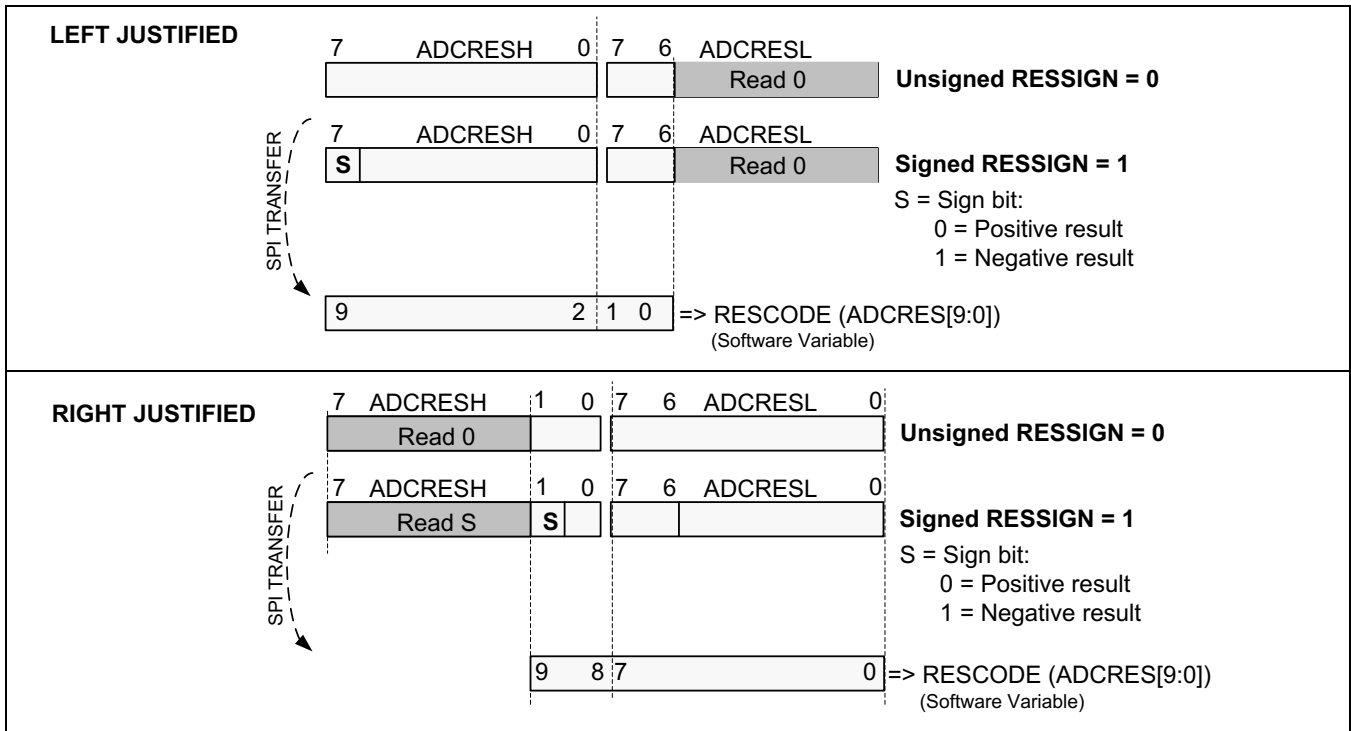 LEFT JUSTIFIED
7 ADCRESH 0 7 6 ADCRESL
Read 0 Unsigned RESSIGN = 0
7 ADCRESH 0 7 6 ADCRESL
S Read 0 Signed RESSIGN = 1
S = Sign bit:
0 = Positive result
1 = Negative result
SPI TRANSFER
9 2 1 0 => RESCODE (ADCRES[9:0])
(Software Variable)
RIGHT JUSTIFIED
7 ADCRESH 1 0 7 6 ADCRESL 0
Read 0 Unsigned RESSIGN = 0
7 ADCRESH 1 0 7 6 ADCRESL 0
Read S S Signed RESSIGN = 1
S = Sign bit:
0 = Positive result
1 = Negative result
SPI TRANSFER
9 8 7 0 => RESCODE (ADCRES[9:0])
(Software Variable)